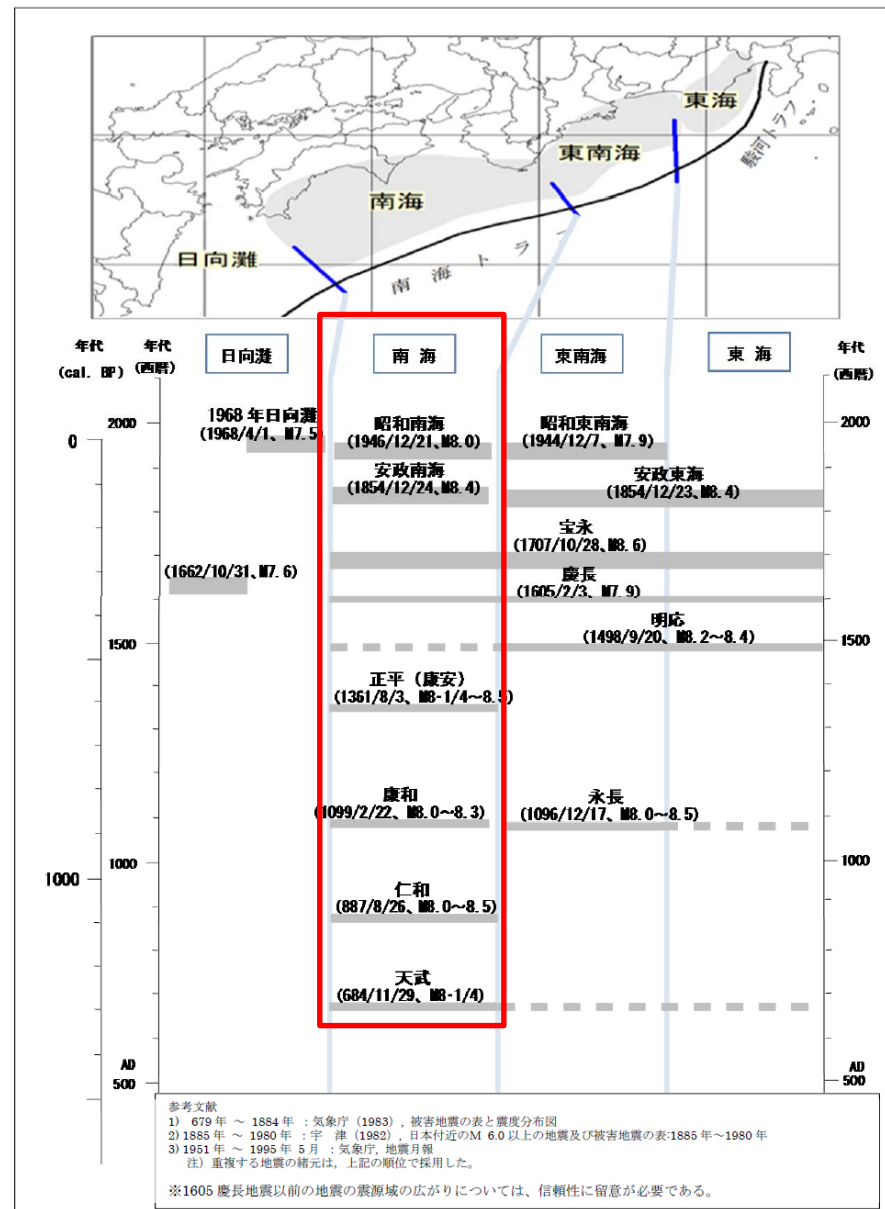 東海
駿河トラフ
東南海
南海
日向灘
南海トラフ
年代
(cal. BP)
年代
(西暦)
日向灘
南海
東南海
東海
年代
(西暦)
2000
0
1500
1000
1000
AD
500
2000
1500
1000
AD
500
1968年日向灘
(1968/4/1、M7.5)
昭和南海
(1946/12/21、M8.0)
昭和東南海
(1944/12/7、M7.9)
安政南海
(1854/12/24、M8.4)
安政東海
(1854/12/23、M8.4)
宝永
(1707/10/28、M8.6)
(1662/10/31、M7.6)
慶長
(1605/2/3、M7.9)
明応
(1498/9/20、M8.2～8.4)
正平（康安）
(1361/8/3、M8-1/4～8.5)
康和
(1099/2/22、M8.0～8.3)
永長
(1096/12/17、M8.0～8.5)
仁和
(887/8/26、M8.0～8.5)
天武
(684/11/29、M8-1/4)
参考文献
1) 679年 ～ 1884年 ：気象庁（1983）, 被害地震の表と震度分布図
2) 1885年 ～ 1980年 ：宇 津（1982）, 日本付近のM 6.0以上の地震及び被害地震の表:1885年～1980年
3) 1951年 ～ 1995年 5月 ：気象庁, 地震月報
注）重複する地震の緒元は，上記の順位で採用した。
※1605慶長地震以前の地震の震源域の広がりについては、信頼性に留意が必要である。